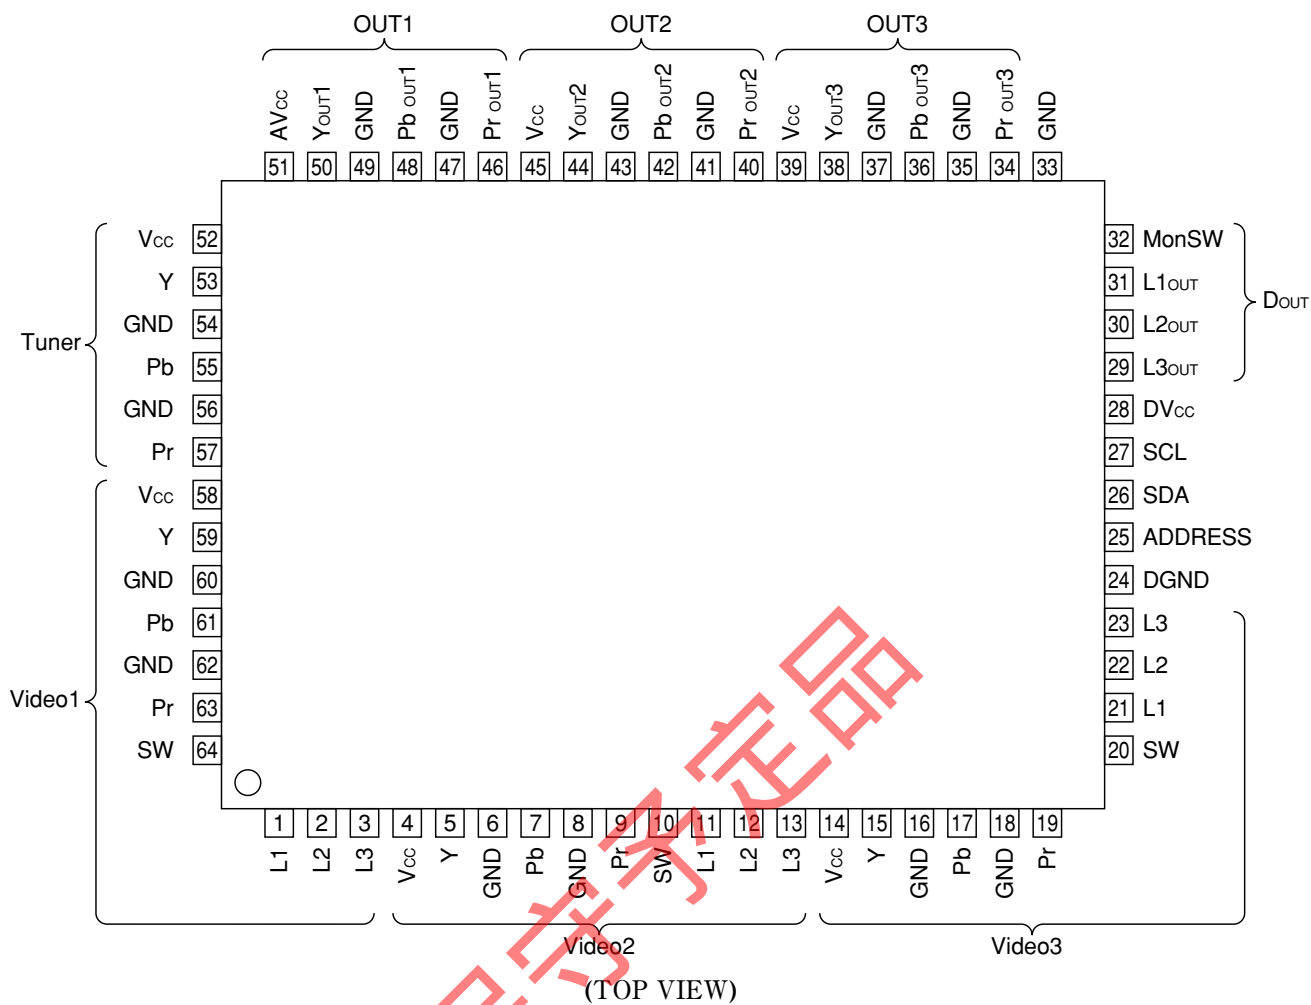 OUT1 OUT2 OUT3
AVCC YOUT1 GND Pb OUT1 GND Pr OUT1 VCC YOUT2 GND Pb OUT2 GND Pr OUT2 VCC YOUT3 GND Pb OUT3 GND Pr OUT3 GND
51 50 49 48 47 46 45 44 43 42 41 40 39 38 37 36 35 34 33
Tuner
VCC 52
Y 53
GND 54
Pb 55
GND 56
Pr 57
Video1
VCC 58
Y 59
GND 60
Pb 61
GND 62
Pr 63
SW 64
32 MonSW
31 L1OUT
30 L2OUT
29 L3OUT
DOUT
28 DVCC
27 SCL
26 SDA
25 ADDRESS
24 DGND
23 L3
22 L2
21 L1
20 SW
1 2 3 4 5 6 7 8 9 10 11 12 13 14 15 16 17 18 19
L1 L2 L3 VCC Y GND Pb GND Pr SW L1 L2 L3 VCC Y GND Pb GND Pr
Video2 Video3
(TOP VIEW)
守予定品